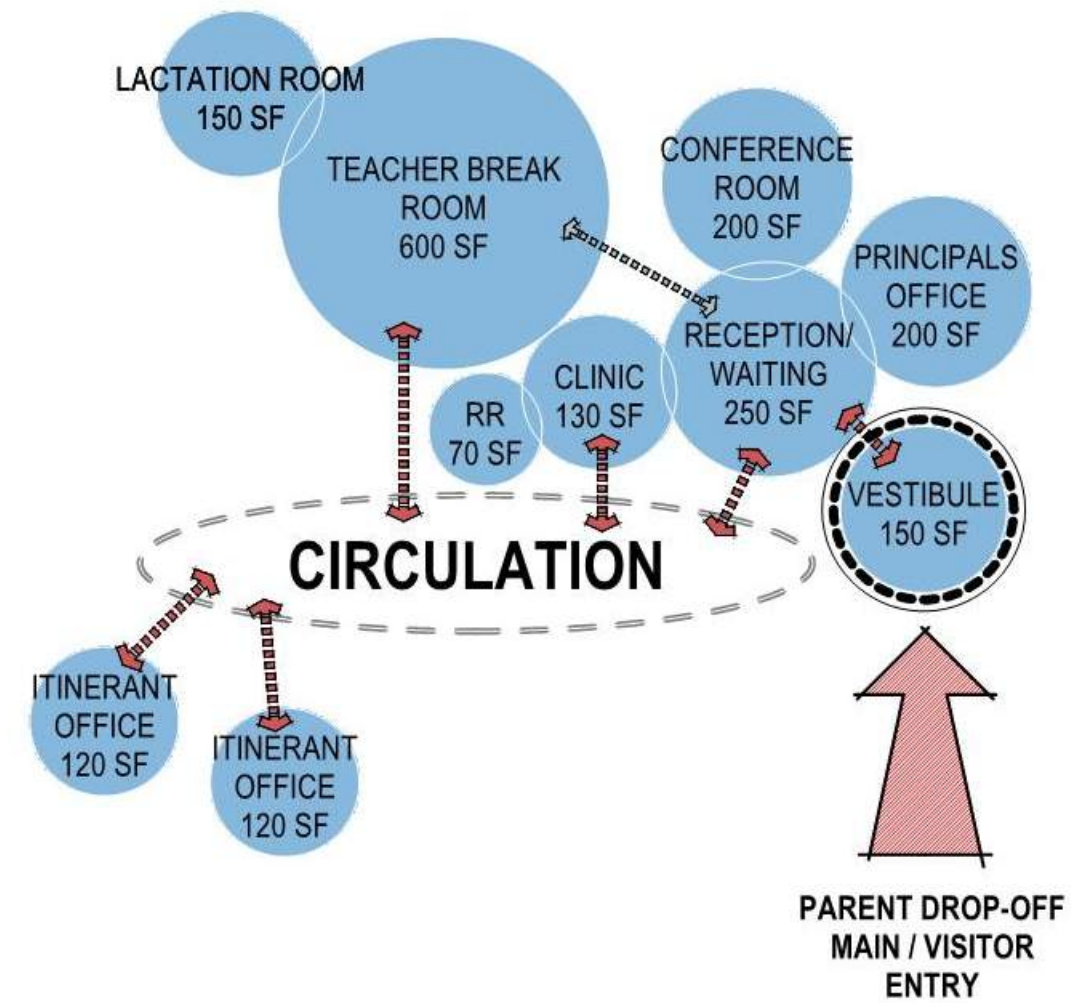 LACTATION ROOM
150 SF
TEACHER BREAK
ROOM
600 SF
CONFERENCE
ROOM
200 SF
PRINCIPALS
OFFICE
200 SF
RECEPTION/
WAITING
250 SF
CLINIC
130 SF
RR
70 SF
VESTIBULE
150 SF
CIRCULATION
ITINERANT
OFFICE
120 SF
ITINERANT
OFFICE
120 SF
PARENT DROP-OFF
MAIN / VISITOR
ENTRY